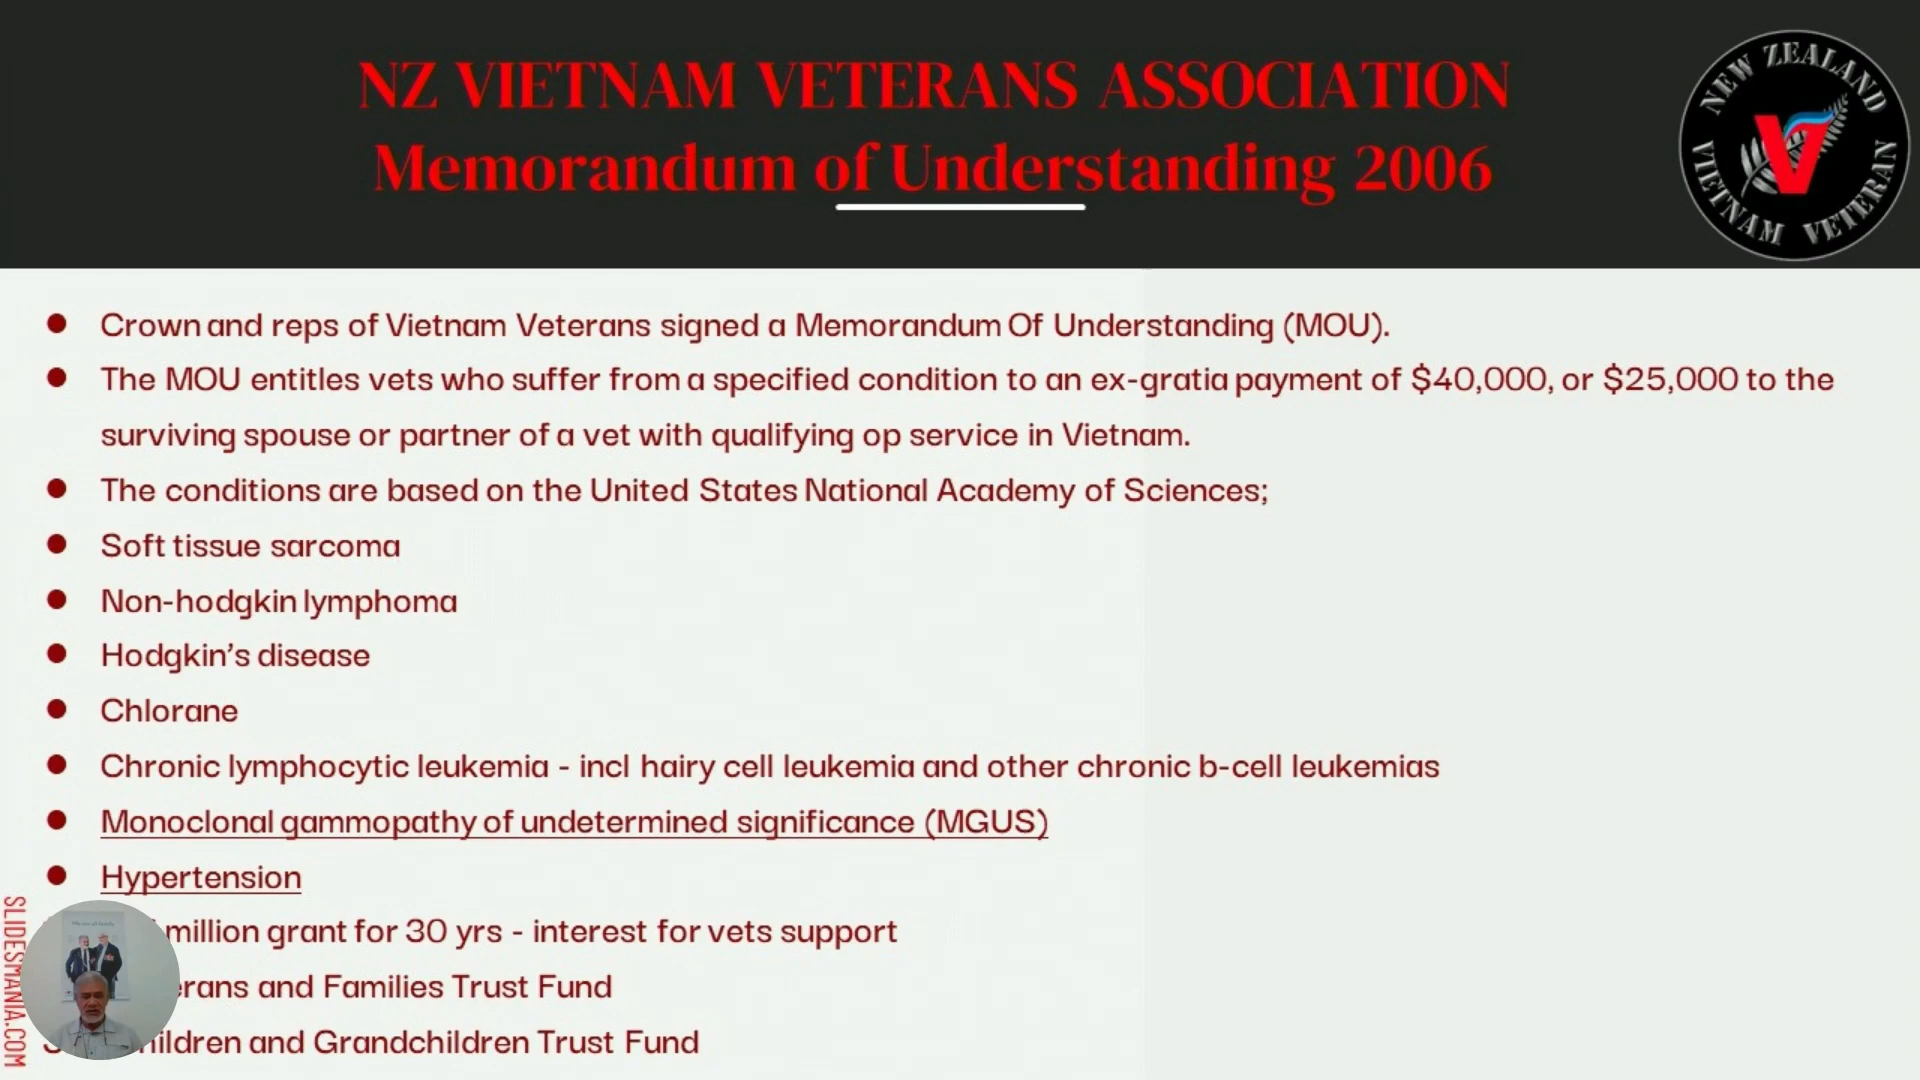 NZ VIETNAM VETERANS ASSOCIATION
Memorandum of Understanding 2006
NEW ZEALAND
VIETNAM VETERAN
V
Crown and reps of Vietnam Veterans signed a Memorandum Of Understanding (MOU).
The MOU entitles vets who suffer from a specified condition to an ex-gratia payment of $40,000, or $25,000 to the
surviving spouse or partner of a vet with qualifying op service in Vietnam.
The conditions are based on the United States National Academy of Sciences;
Soft tissue sarcoma
Non-hodgkin lymphoma
Hodgkin's disease
Chlorane
Chronic lymphocytic leukemia - incl hairy cell leukemia and other chronic b-cell leukemias
Monoclonal gammopathy of undetermined significance (MGUS)
Hypertension
million grant for 30 yrs - interest for vets support
and Families Trust Fund
and Grandchildren Trust Fund
SLIDESMANIA.COM